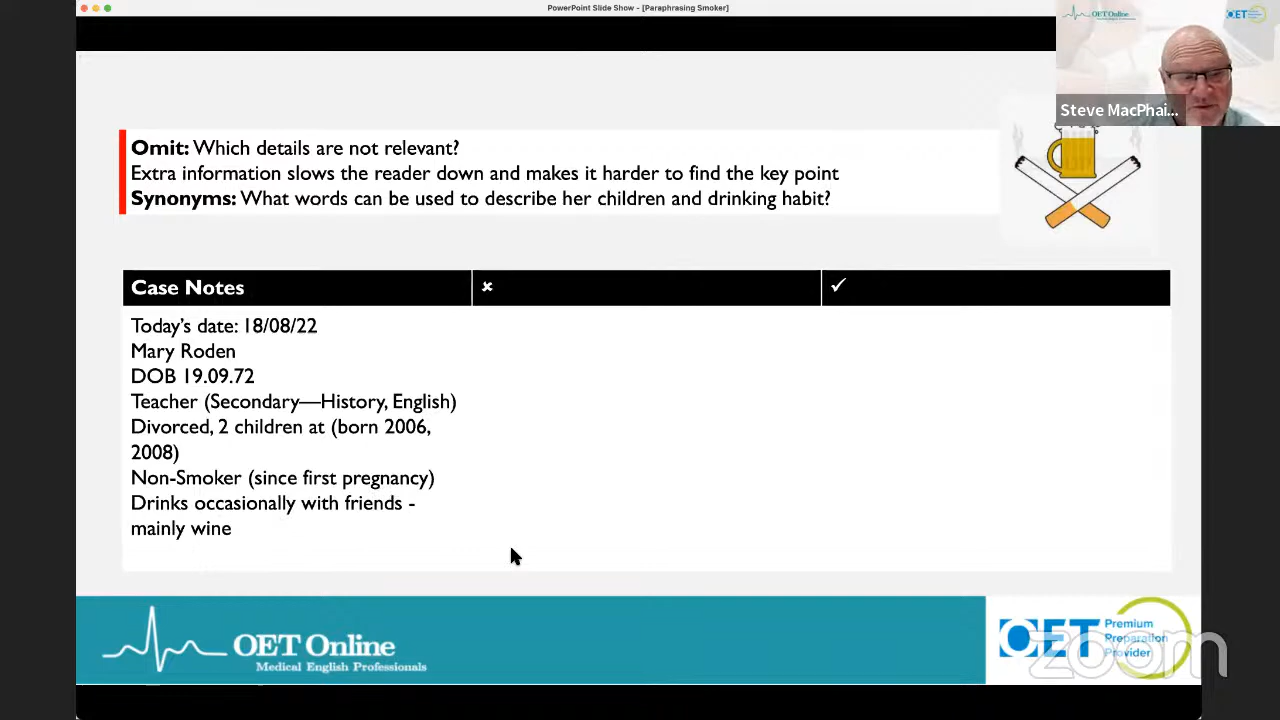 PowerPoint Slide Show - [Paraphrasing Smoker]
OET Online
OET
Steve MacPhai...
Omit: Which details are not relevant?
Extra information slows the reader down and makes it harder to find the key point
Synonyms: What words can be used to describe her children and drinking habit?
Case Notes
Today's date: 18/08/22
Mary Roden
DOB 19.09.72
Teacher (Secondary—History, English)
Divorced, 2 children at (born 2006,
2008)
Non-Smoker (since first pregnancy)
Drinks occasionally with friends -
mainly wine
OET Online
Medical English Professionals
OET
Premium
Preparation
Provider
zoom